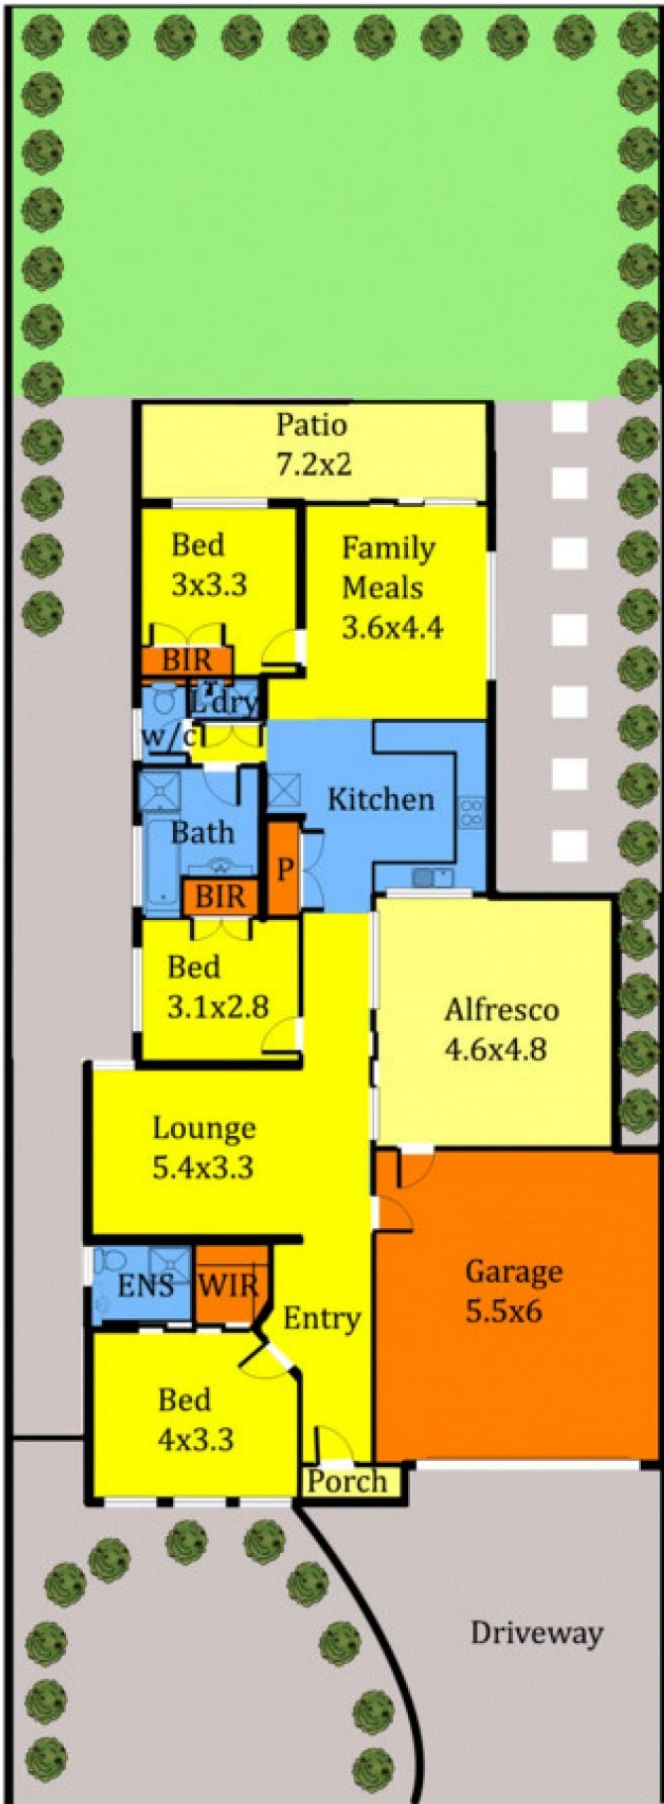 Patio
7.2x2
Bed
3x3.3
Family
Meals
3.6x4.4
BIR
L'dry
w/c
Kitchen
Bath
P
BIR
Bed
3.1x2.8
Alfresco
4.6x4.8
Lounge
5.4x3.3
ENS
WIR
Garage
5.5x6
Entry
Bed
4x3.3
Porch
Driveway